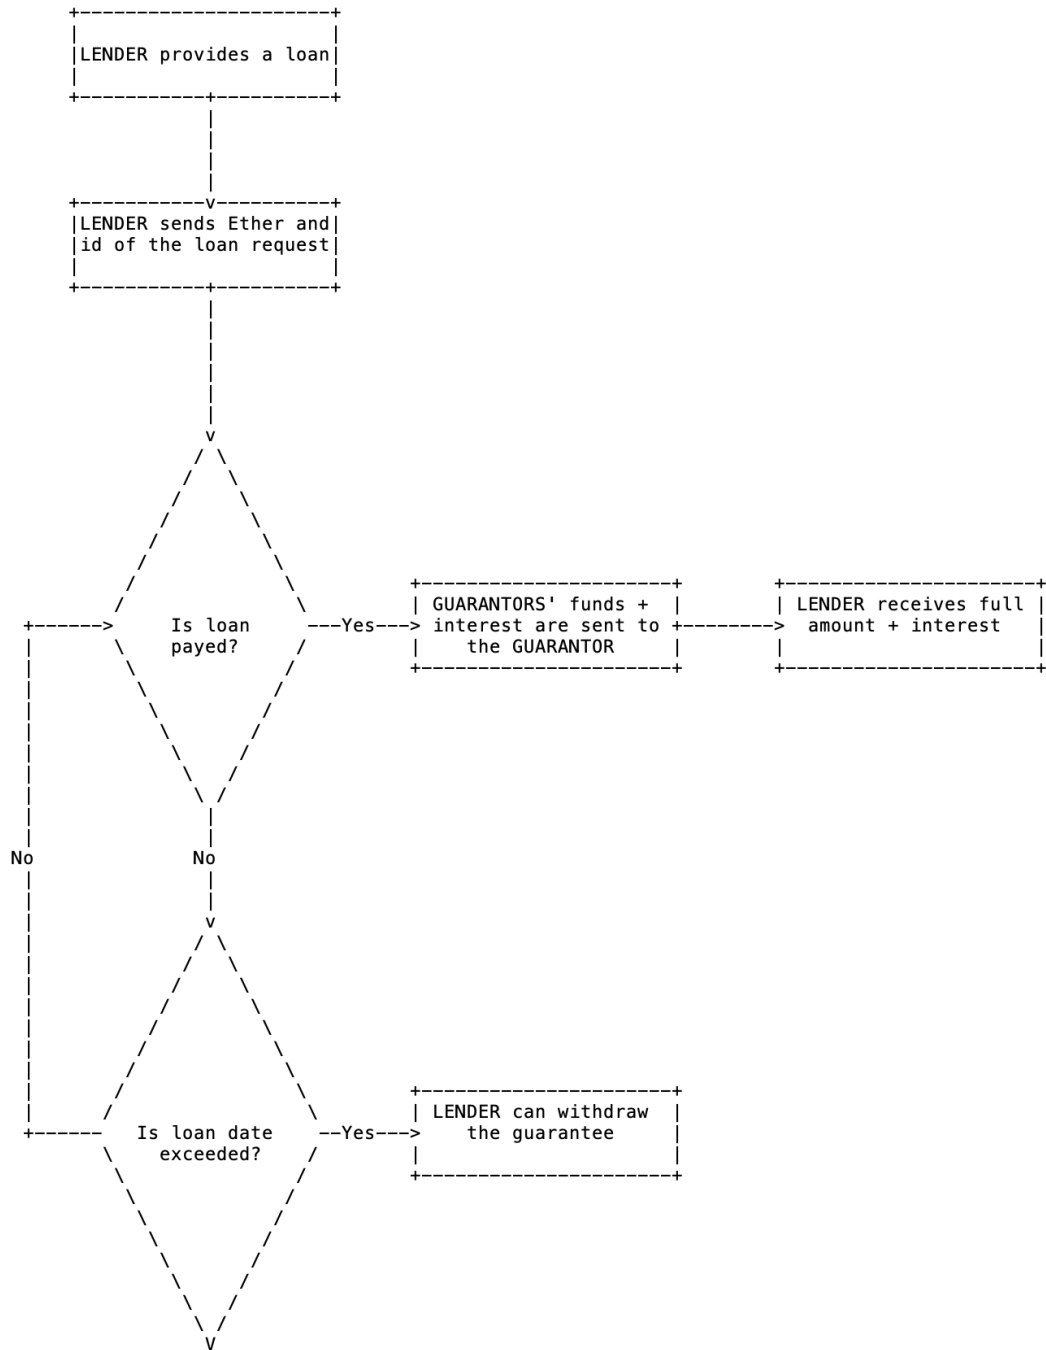 LENDER provides a loan
LENDER sends Ether and
id of the loan request
Is loan
payed?
Yes
GUARANTORS' funds +
interest are sent to
the GUARANTOR
LENDER receives full
amount + interest
No
No
Is loan date
exceeded?
Yes
LENDER can withdraw
the guarantee